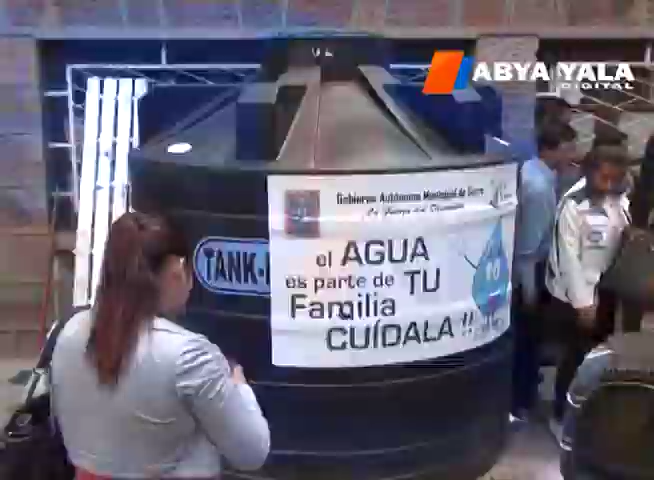 ABYA YALA
DIGITAL
Gobierno Autónomo Municipal de Sucre
TANK-
el AGUA
es parte de TU
Familia
CUÍDALA !!